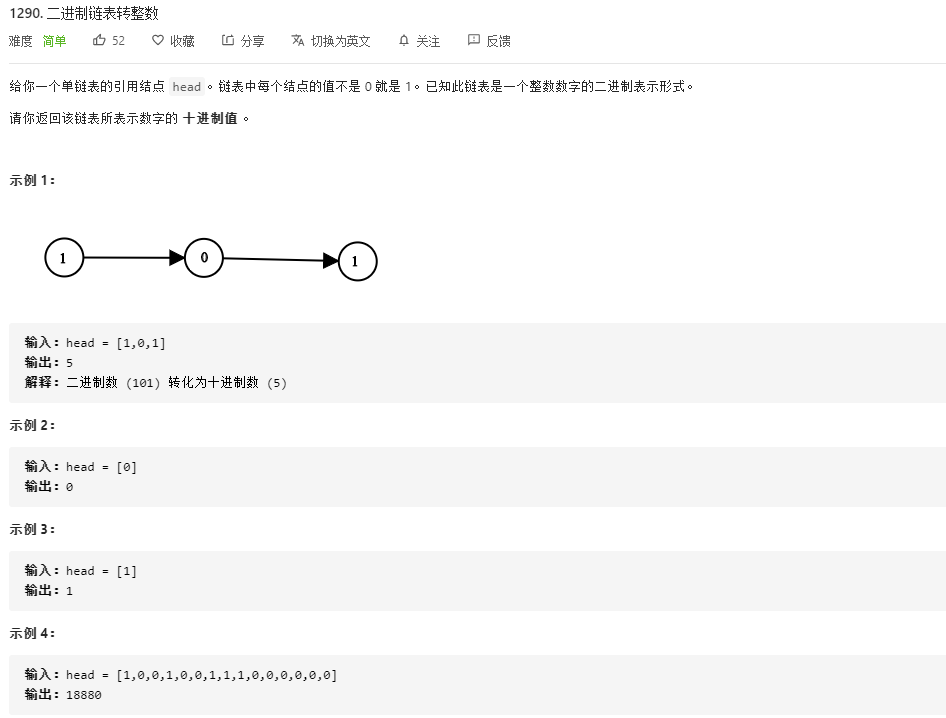 1290. 二进制链表转整数
难度 简单 52 收藏 分享 切换为英文 关注 反馈
给你一个单链表的引用结点 head 。链表中每个结点的值不是 0 就是 1。已知此链表是一个整数数字的二进制表示形式。
请你返回该链表所表示数字的 十进制值 。
示例 1：
1 0 1
输入：head = [1,0,1]
输出：5
解释：二进制数 (101) 转化为十进制数 (5)
示例 2：
输入：head = [0]
输出：0
示例 3：
输入：head = [1]
输出：1
示例 4：
输入：head = [1,0,0,1,0,0,1,1,1,0,0,0,0,0,0]
输出：18880